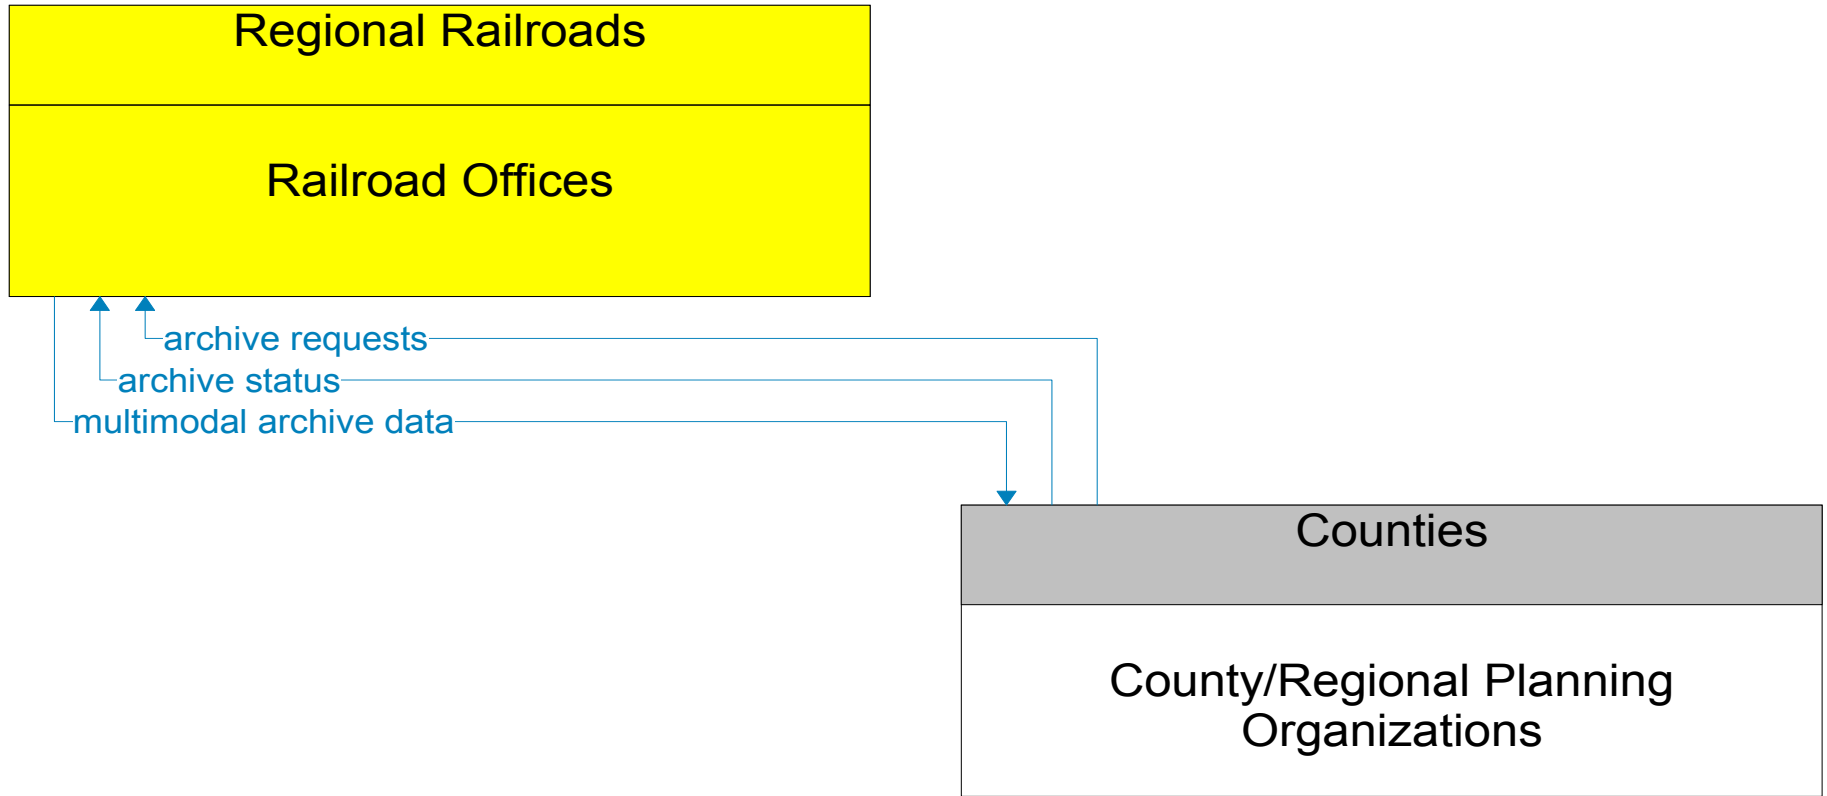 Regional Railroads
Railroad Offices
archive requests
archive status
multimodal archive data
Counties
County/Regional Planning
Organizations